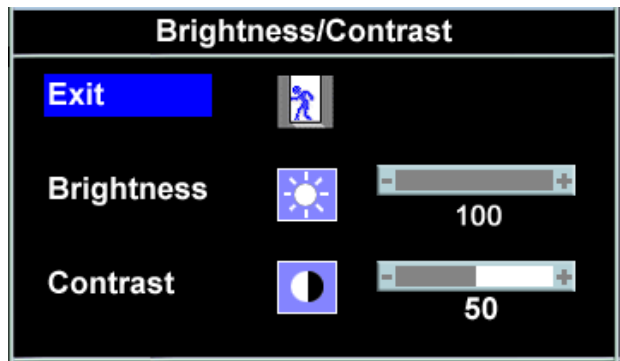 Brightness/Contrast
Exit
Brightness
- +
100
Contrast
- +
50